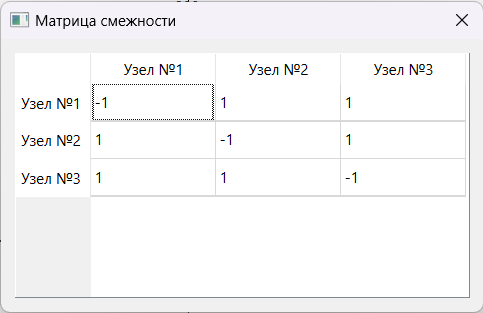 Матрица смежности
Узел №1 Узел №2 Узел №3
Узел №1 -1 1 1
Узел №2 1 -1 1
Узел №3 1 1 -1